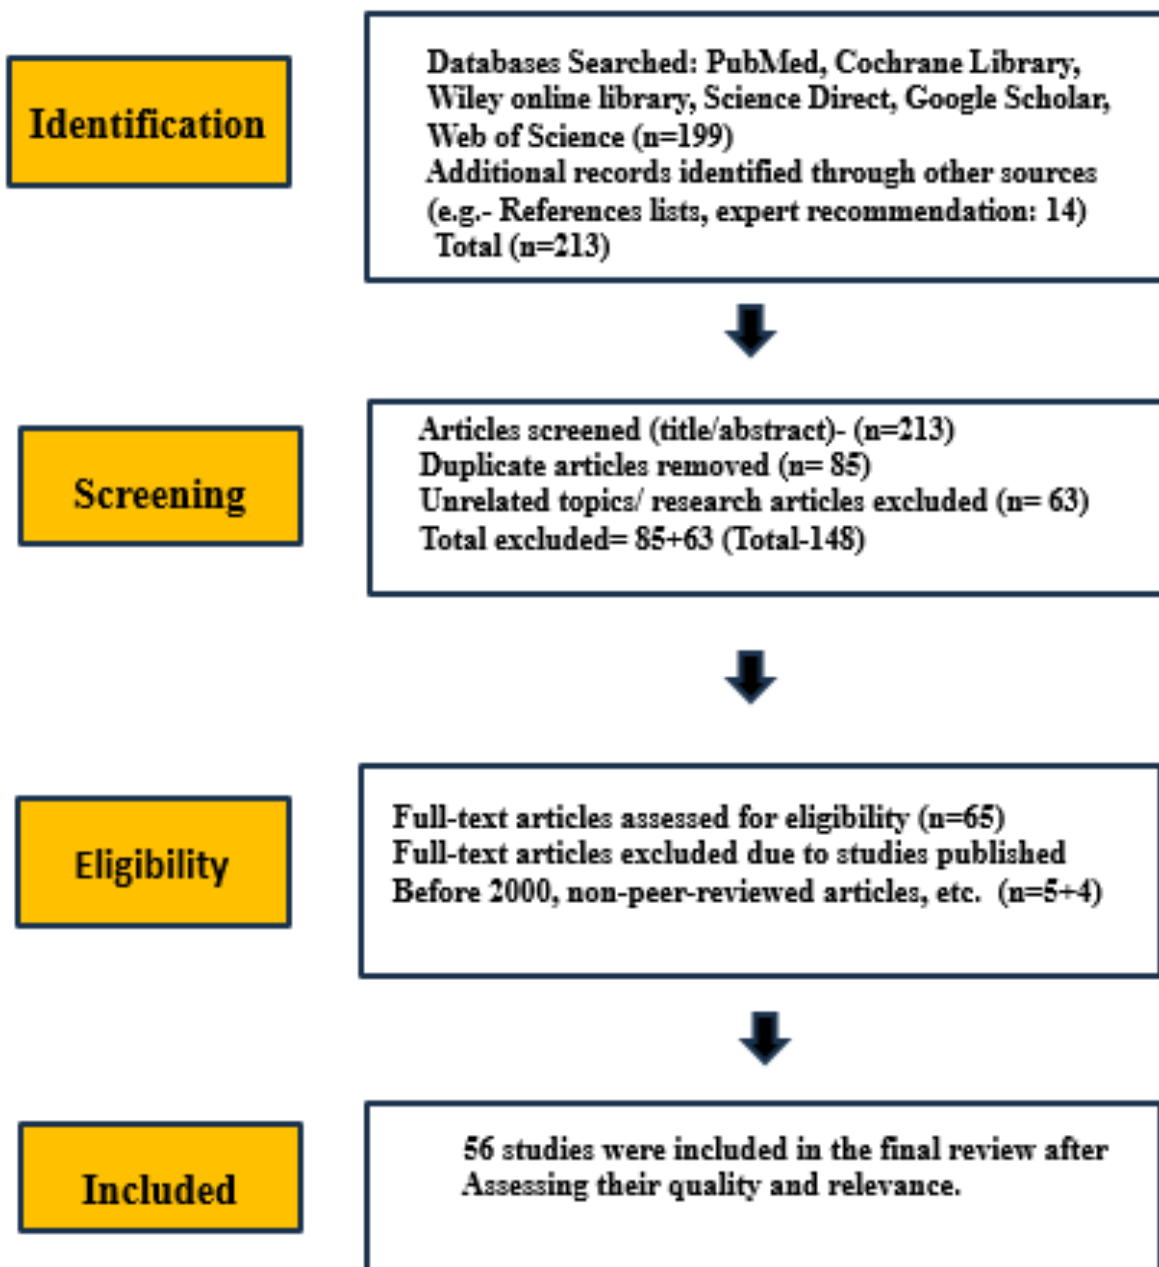 Identification
Databases Searched: PubMed, Cochrane Library,
Wiley online library, Science Direct, Google Scholar,
Web of Science (n=199)
Additional records identified through other sources
(e.g.- References lists, expert recommendation: 14)
Total (n=213)
Screening
Articles screened (title/abstract)- (n=213)
Duplicate articles removed (n= 85)
Unrelated topics/ research articles excluded (n= 63)
Total excluded= 85+63 (Total-148)
Eligibility
Full-text articles assessed for eligibility (n=65)
Full-text articles excluded due to studies published
Before 2000, non-peer-reviewed articles, etc. (n=5+4)
Included
56 studies were included in the final review after
Assessing their quality and relevance.